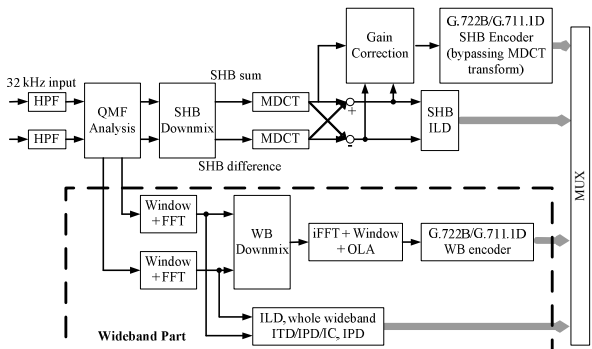 G.722B/G.711.1D
SHB Encoder
(bypassing MDCT
transform)
Gain
Correction
SHB sum
32 kHz input
HPF
HPF
QMF
Analysis
SHB
Downmix
MDCT
MDCT
+
-
SHB
ILD
SHB difference
MUX
Window
+FFT
Window
+FFT
WB
Downmix
iFFT+Window
+OLA
G.722B/G.711.1D
WB encoder
ILD, whole wideband
ITD/IPD/IC, IPD
Wideband Part